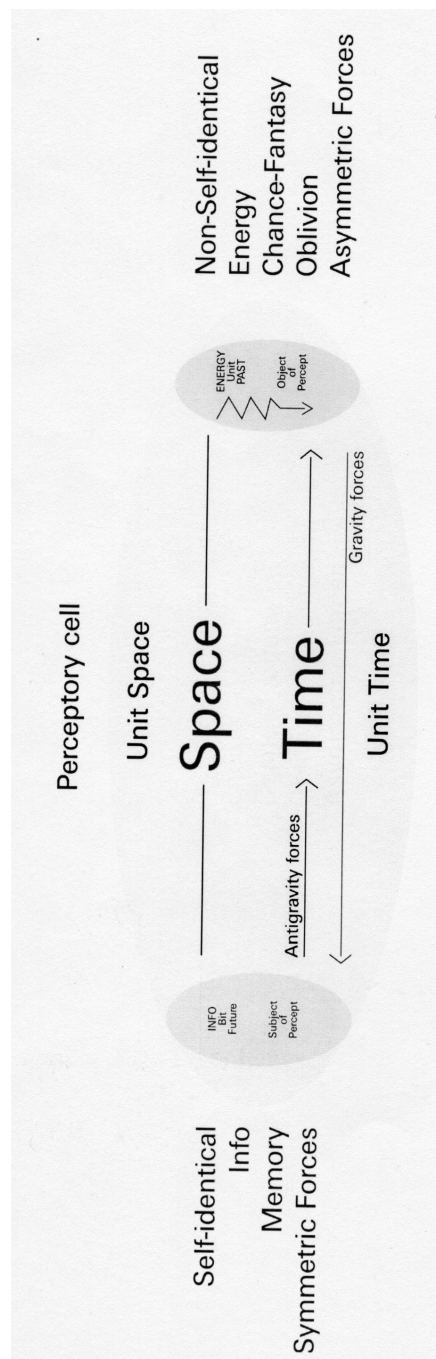 Perceptory cell
Unit Space
Self-identical
Info
Memory
Symmetric Forces
INFO
Bit
Future
Subject
of
Percept
Space
Antigravity forces
Time
Gravity forces
Unit Time
ENERGY
Unit
PAST
Object
of
Percept
Non-Self-identical
Energy
Chance-Fantasy
Oblivion
Asymmetric Forces